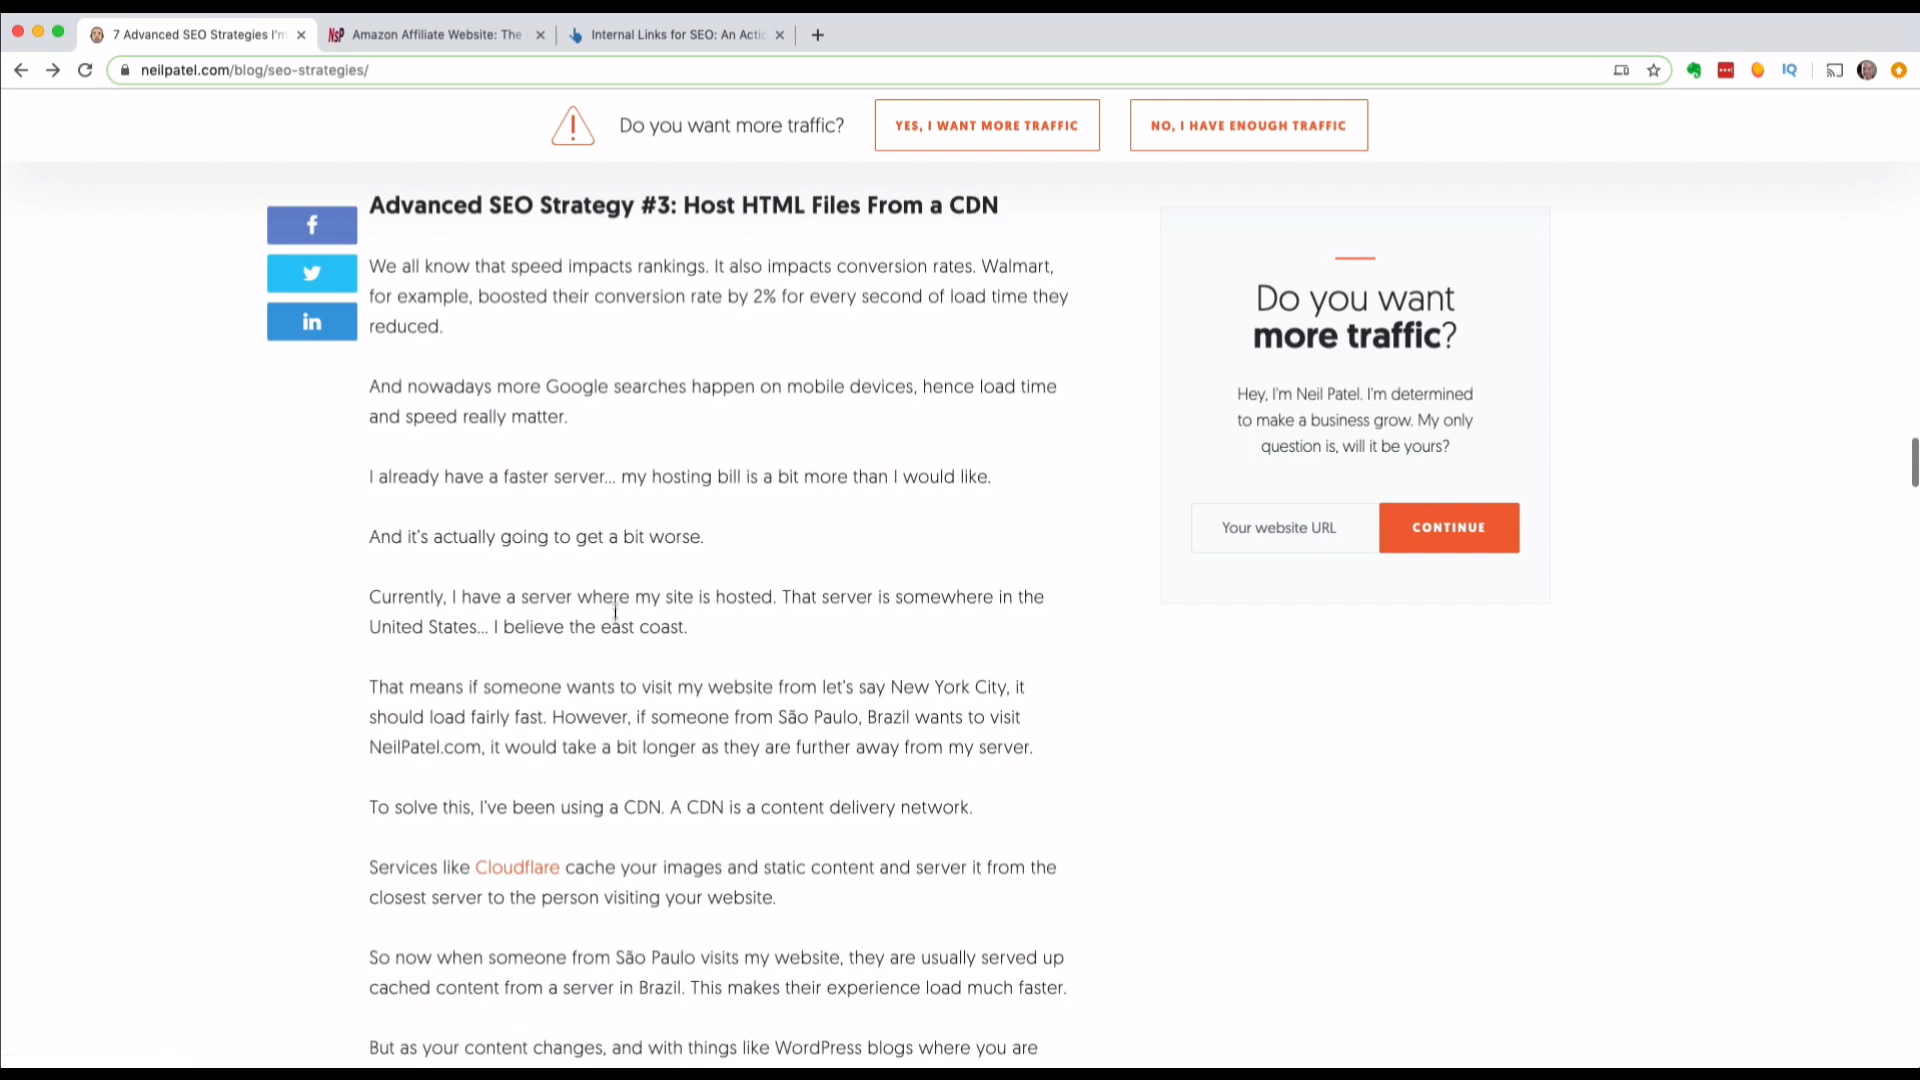 7 Advanced SEO Strategies I'm
NsP
Amazon Affiliate Website: The
Internal Links for SEO: An Actio
neilpatel.com/blog/seo-strategies/
IQ
Do you want more traffic?
YES, I WANT MORE TRAFFIC
NO, I HAVE ENOUGH TRAFFIC
Advanced SEO Strategy #3: Host HTML Files From a CDN
We all know that speed impacts rankings. It also impacts conversion rates. Walmart,
for example, boosted their conversion rate by 2% for every second of load time they
reduced.
And nowadays more Google searches happen on mobile devices, hence load time
and speed really matter.
I already have a faster server... my hosting bill is a bit more than I would like.
And it's actually going to get a bit worse.
Currently, I have a server where my site is hosted. That server is somewhere in the
United States... I believe the east coast.
That means if someone wants to visit my website from let's say New York City, it
should load fairly fast. However, if someone from São Paulo, Brazil wants to visit
NeilPatel.com, it would take a bit longer as they are further away from my server.
To solve this, I've been using a CDN. A CDN is a content delivery network.
Services like Cloudflare cache your images and static content and server it from the
closest server to the person visiting your website.
So now when someone from São Paulo visits my website, they are usually served up
cached content from a server in Brazil. This makes their experience load much faster.
But as your content changes, and with things like WordPress blogs where you are
Do you want
more traffic?
Hey, I'm Neil Patel. I'm determined
to make a business grow. My only
question is, will it be yours?
Your website URL
CONTINUE